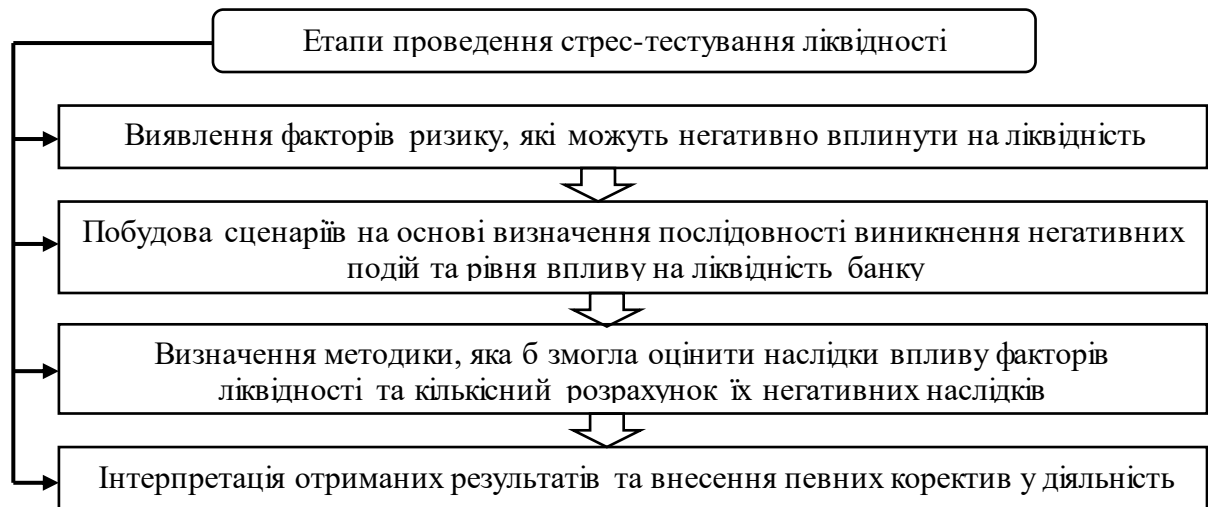 Етапи проведення стрес-тестування ліквідності
Виявлення факторів ризику, які можуть негативно вплинути на ліквідність
Побудова сценаріїв на основі визначення послідовності виникнення негативних
подій та рівня впливу на ліквідність банку
Визначення методики, яка б змогла оцінити наслідки впливу факторів
ліквідності та кількісний розрахунок їх негативних наслідків
Інтерпретація отриманих результатів та внесення певних коректив у діяльність